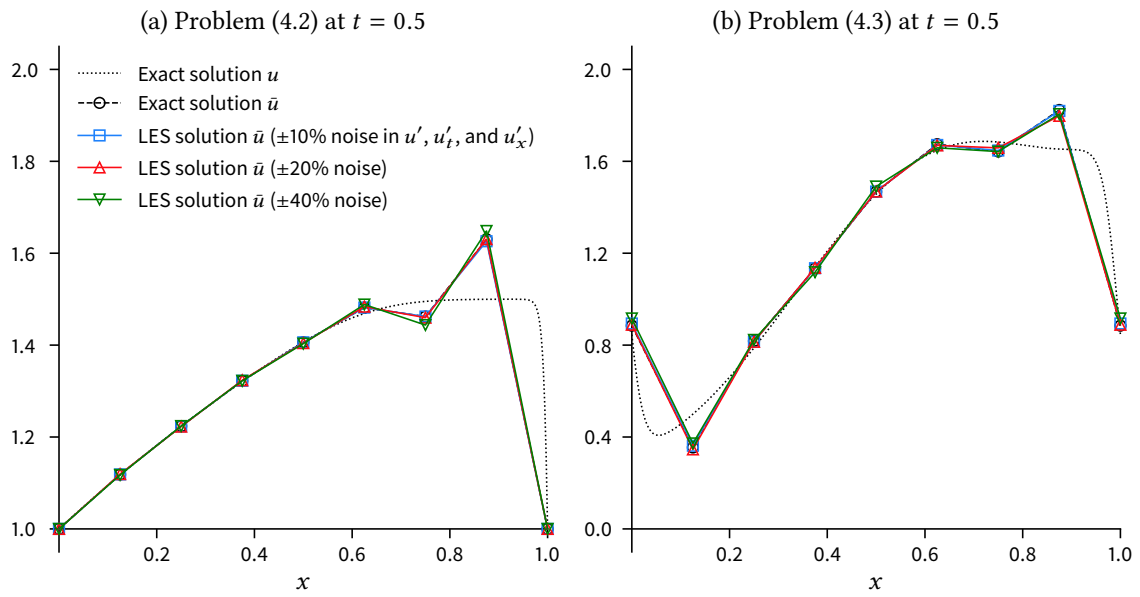 (a) Problem (4.2) at t = 0.5
2.0
1.8
1.6
1.4
1.2
1.0
Exact solution u
Exact solution ū
LES solution ū (±10% noise in u′, u′ₜ, and u′ₓ)
LES solution ū (±20% noise)
LES solution ū (±40% noise)
0.2 0.4 0.6 0.8 1.0
x
(b) Problem (4.3) at t = 0.5
2.0
1.6
1.2
0.8
0.4
0.0
0.2 0.4 0.6 0.8 1.0
x